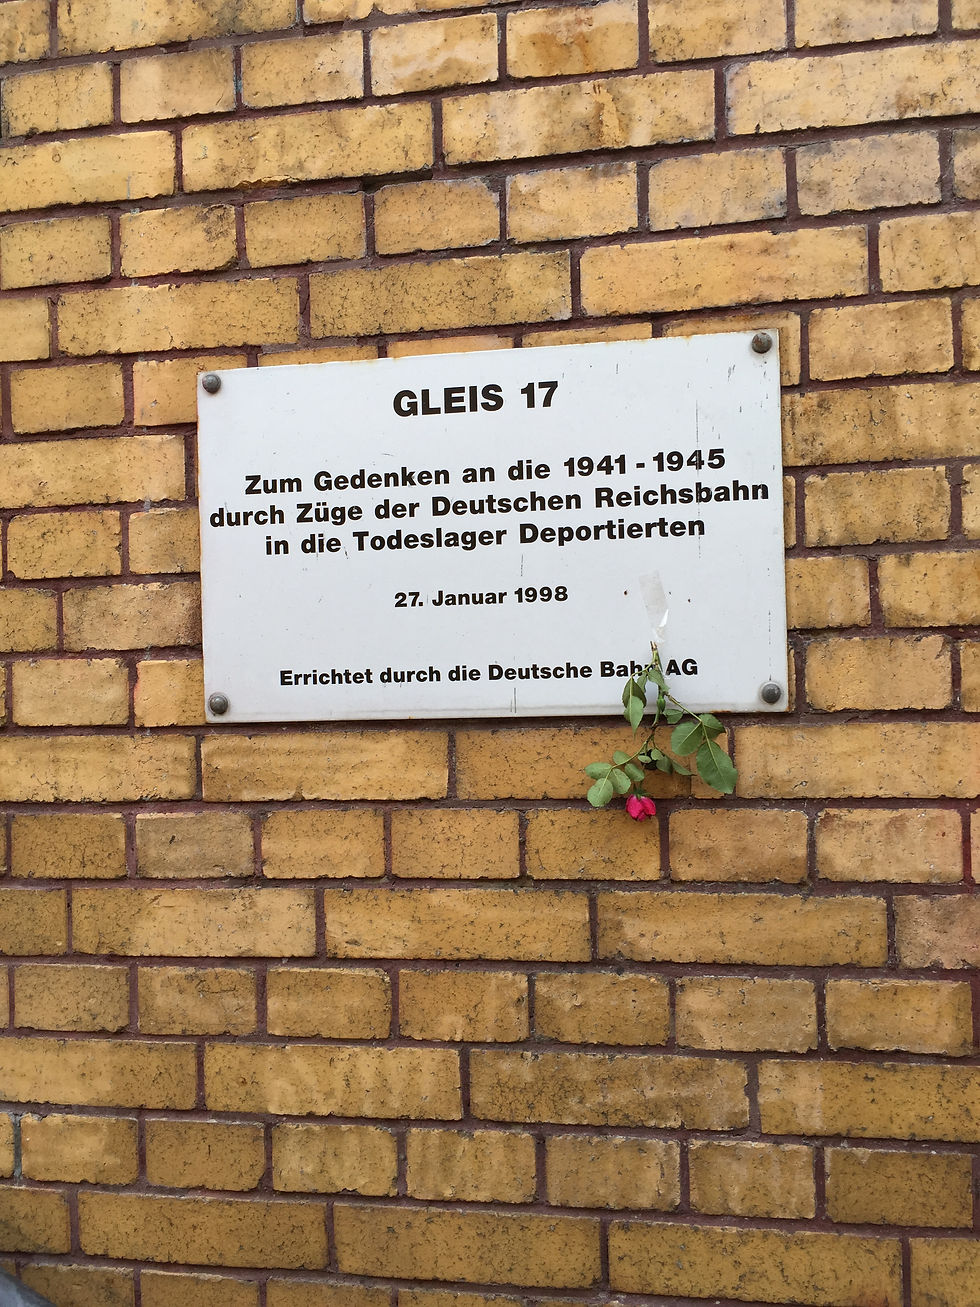 GLEIS 17
Zum Gedenken an die 1941 - 1945
durch Züge der Deutschen Reichsbahn
in die Todeslager Deportierten
27. Januar 1998
Errichtet durch die Deutsche Bahn AG